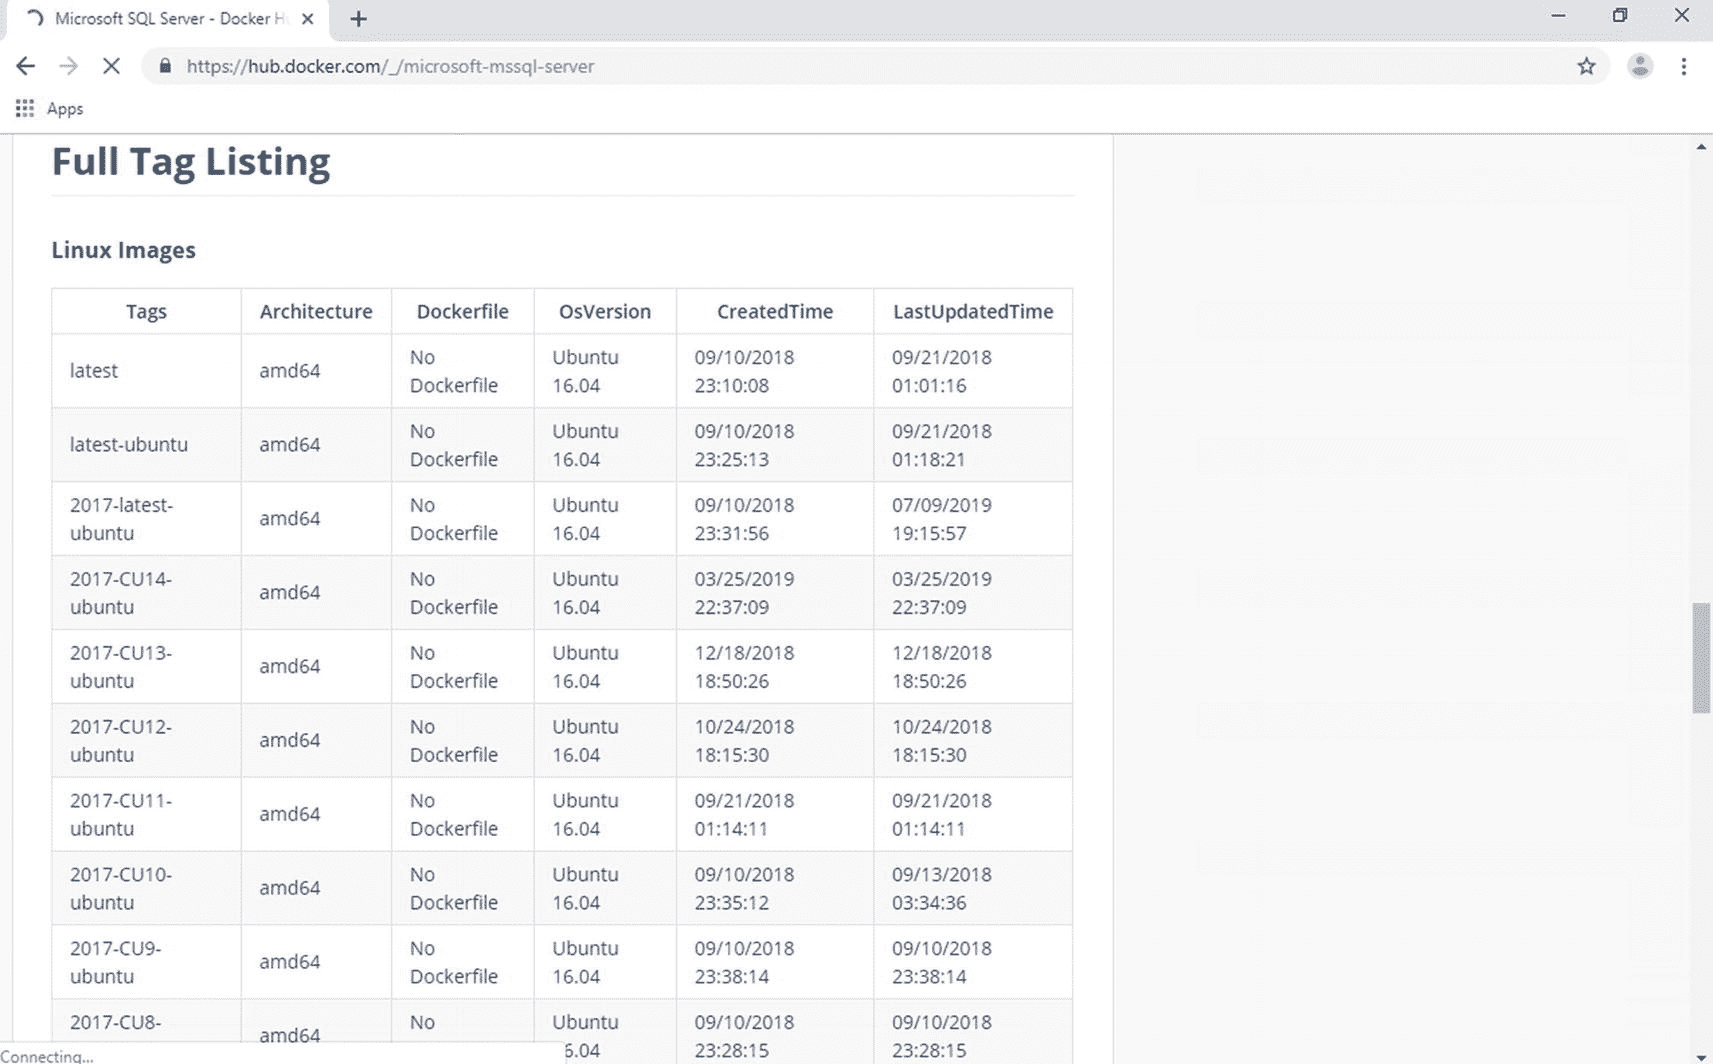 Microsoft SQL Server - Docker H
https://hub.docker.com/_/microsoft-mssql-server
Apps
Full Tag Listing
Linux Images
Tags Architecture Dockerfile OsVersion CreatedTime LastUpdatedTime
latest amd64 No Dockerfile Ubuntu 16.04 09/10/2018 23:10:08 09/21/2018 01:01:16
latest-ubuntu amd64 No Dockerfile Ubuntu 16.04 09/10/2018 23:25:13 09/21/2018 01:18:21
2017-latest-ubuntu amd64 No Dockerfile Ubuntu 16.04 09/10/2018 23:31:56 07/09/2019 19:15:57
2017-CU14-ubuntu amd64 No Dockerfile Ubuntu 16.04 03/25/2019 22:37:09 03/25/2019 22:37:09
2017-CU13-ubuntu amd64 No Dockerfile Ubuntu 16.04 12/18/2018 18:50:26 12/18/2018 18:50:26
2017-CU12-ubuntu amd64 No Dockerfile Ubuntu 16.04 10/24/2018 18:15:30 10/24/2018 18:15:30
2017-CU11-ubuntu amd64 No Dockerfile Ubuntu 16.04 09/21/2018 01:14:11 09/21/2018 01:14:11
2017-CU10-ubuntu amd64 No Dockerfile Ubuntu 16.04 09/10/2018 23:35:12 09/13/2018 03:34:36
2017-CU9-ubuntu amd64 No Dockerfile Ubuntu 16.04 09/10/2018 23:38:14 09/10/2018 23:38:14
2017-CU8- amd64 No Ubuntu 6.04 09/10/2018 23:28:15 09/10/2018 23:28:15
Connecting...